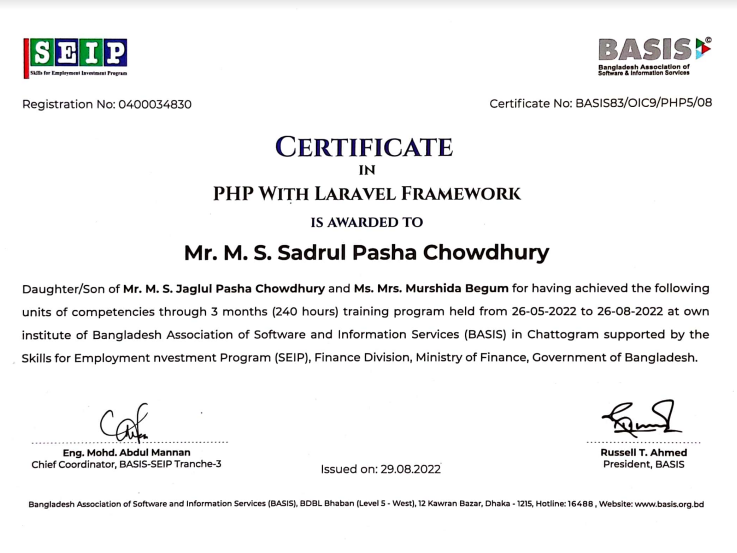 SEIP
Skills for Employment Investment Program
BASIS©
Bangladesh Association of
Software & Information Services
Registration No: 0400034830
Certificate No: BASIS83/OIC9/PHP5/08
CERTIFICATE
IN
PHP WITH LARAVEL FRAMEWORK
IS AWARDED TO
Mr. M. S. Sadrul Pasha Chowdhury
Daughter/Son of Mr. M. S. Jaglul Pasha Chowdhury and Ms. Mrs. Murshida Begum for having achieved the following
units of competencies through 3 months (240 hours) training program held from 26-05-2022 to 26-08-2022 at own
institute of Bangladesh Association of Software and Information Services (BASIS) in Chattogram supported by the
Skills for Employment nvestment Program (SEIP), Finance Division, Ministry of Finance, Government of Bangladesh.
Eng. Mohd. Abdul Mannan
Chief Coordinator, BASIS-SEIP Tranche-3
Issued on: 29.08.2022
Russell T. Ahmed
President, BASIS
Bangladesh Association of Software and Information Services (BASIS), BDBL Bhaban (Level 5 - West), 12 Kawran Bazar, Dhaka - 1215, Hotline: 16488 , Website: www.basis.org.bd